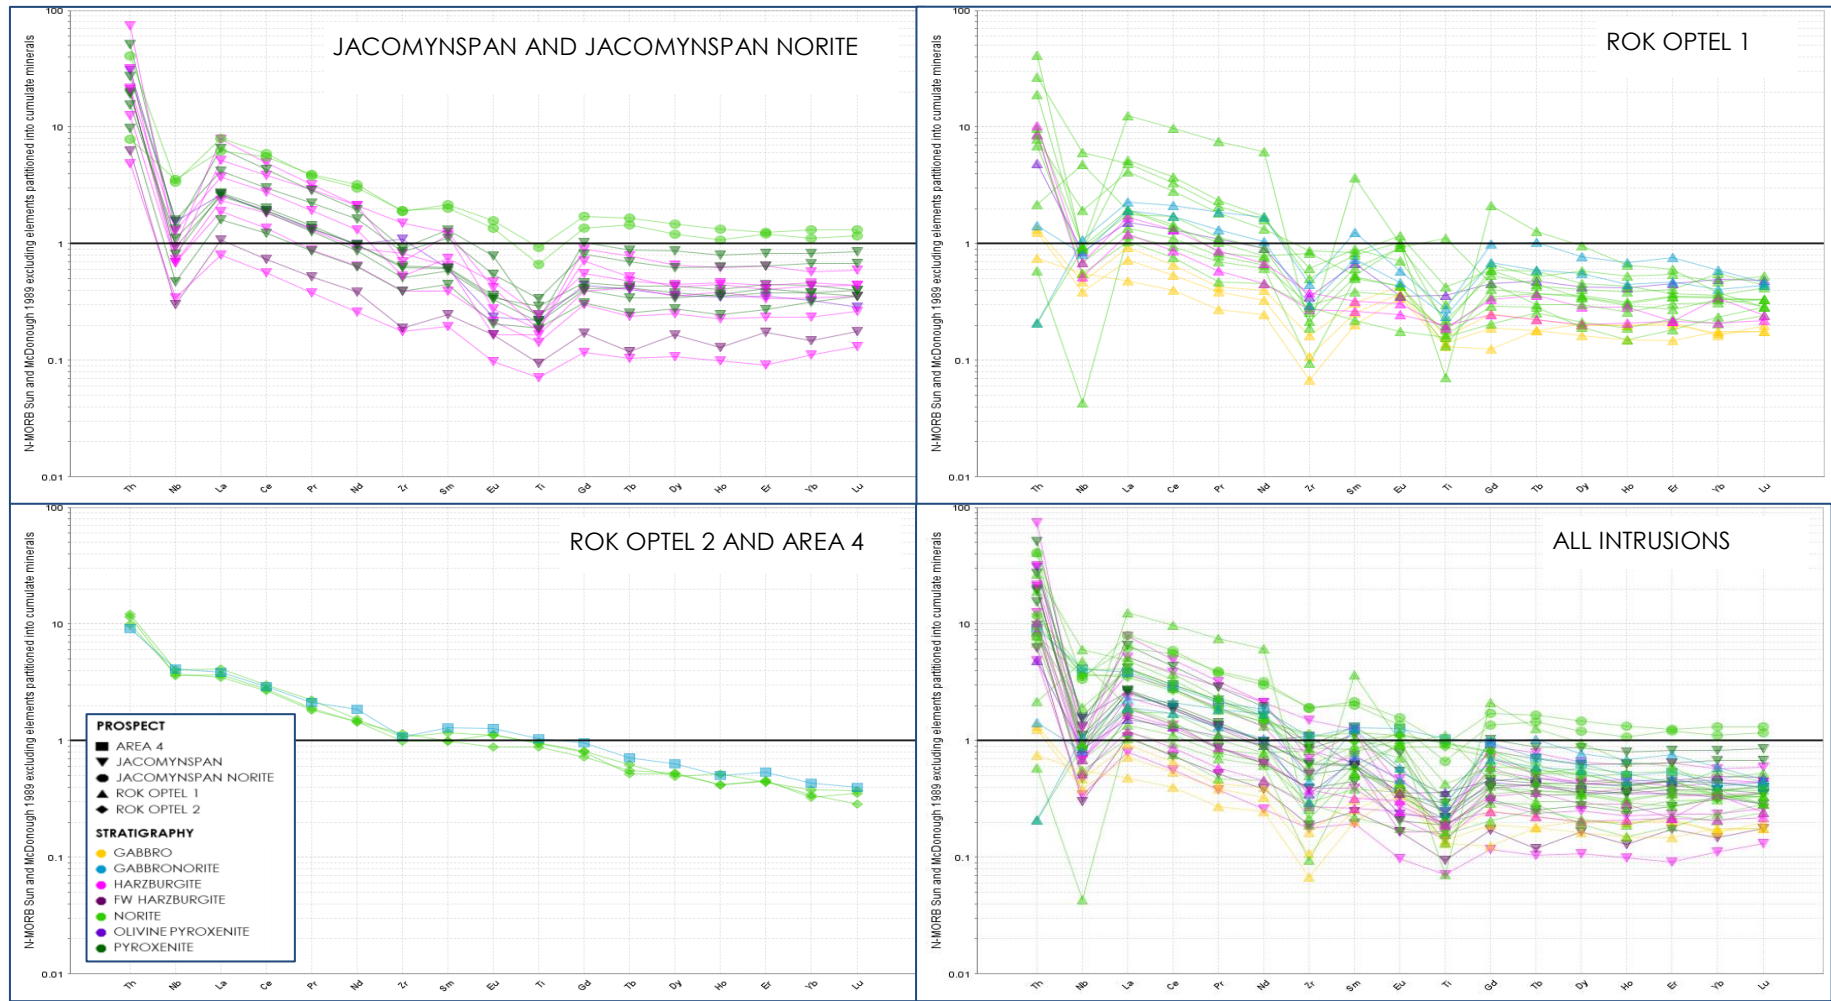 JACOMYNSPAN AND JACOMYNSPAN NORITE
N-MORB Sun and McDonough 1989 excluding elements partitioned into cumulate minerals
100
10
1
0.1
0.01
Th Nb La Ce Pr Nd Zr Sm Eu Ti Gd Tb Dy Ho Er Yb Lu
ROK OPTEL 1
N-MORB Sun and McDonough 1989 excluding elements partitioned into cumulate minerals
100
10
1
0.1
0.01
Th Nb La Ce Pr Nd Zr Sm Eu Ti Gd Tb Dy Ho Er Yb Lu
ROK OPTEL 2 AND AREA 4
N-MORB Sun and McDonough 1989 excluding elements partitioned into cumulate minerals
100
10
1
0.1
0.01
PROSPECT
AREA 4
JACOMYNSPAN
JACOMYNSPAN NORITE
ROK OPTEL 1
ROK OPTEL 2
STRATIGRAPHY
GABBRO
GABBRONORITE
HARZBURGITE
FW HARZBURGITE
NORITE
OLIVINE PYROXENITE
PYROXENITE
Th Nb La Ce Pr Nd Zr Sm Eu Ti Gd Tb Dy Ho Er Yb Lu
ALL INTRUSIONS
N-MORB Sun and McDonough 1989 excluding elements partitioned into cumulate minerals
100
10
1
0.1
0.01
Th Nb La Ce Pr Nd Zr Sm Eu Ti Gd Tb Dy Ho Er Yb Lu